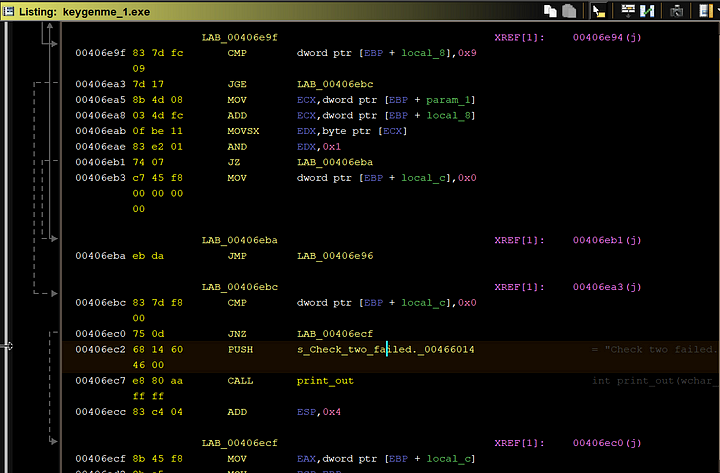 Listing: keygenme_1.exe
LAB_00406e9f XREF[1]: 00406e94(j)
00406e9f 83 7d fc CMP dword ptr [EBP + local_8],0x9
09
00406ea3 7d 17 JGE LAB_00406ebc
00406ea5 8b 4d 08 MOV ECX,dword ptr [EBP + param_1]
00406ea8 03 4d fc ADD ECX,dword ptr [EBP + local_8]
00406eab 0f be 11 MOVSX EDX,byte ptr [ECX]
00406eae 83 e2 01 AND EDX,0x1
00406eb1 74 07 JZ LAB_00406eba
00406eb3 c7 45 f8 MOV dword ptr [EBP + local_c],0x0
00 00 00
00
LAB_00406eba XREF[1]: 00406eb1(j)
00406eba eb da JMP LAB_00406e96
LAB_00406ebc XREF[1]: 00406ea3(j)
00406ebc 83 7d f8 CMP dword ptr [EBP + local_c],0x0
00
00406ec0 75 0d JNZ LAB_00406ecf
00406ec2 68 14 60 PUSH s_Check_two_failed._00466014 = "Check two failed.
46 00
00406ec7 e8 80 aa CALL print_out int print_out(wchar_
ff ff
00406ecc 83 c4 04 ADD ESP,0x4
LAB_00406ecf XREF[1]: 00406ec0(j)
00406ecf 8b 45 f8 MOV EAX,dword ptr [EBP + local_c]